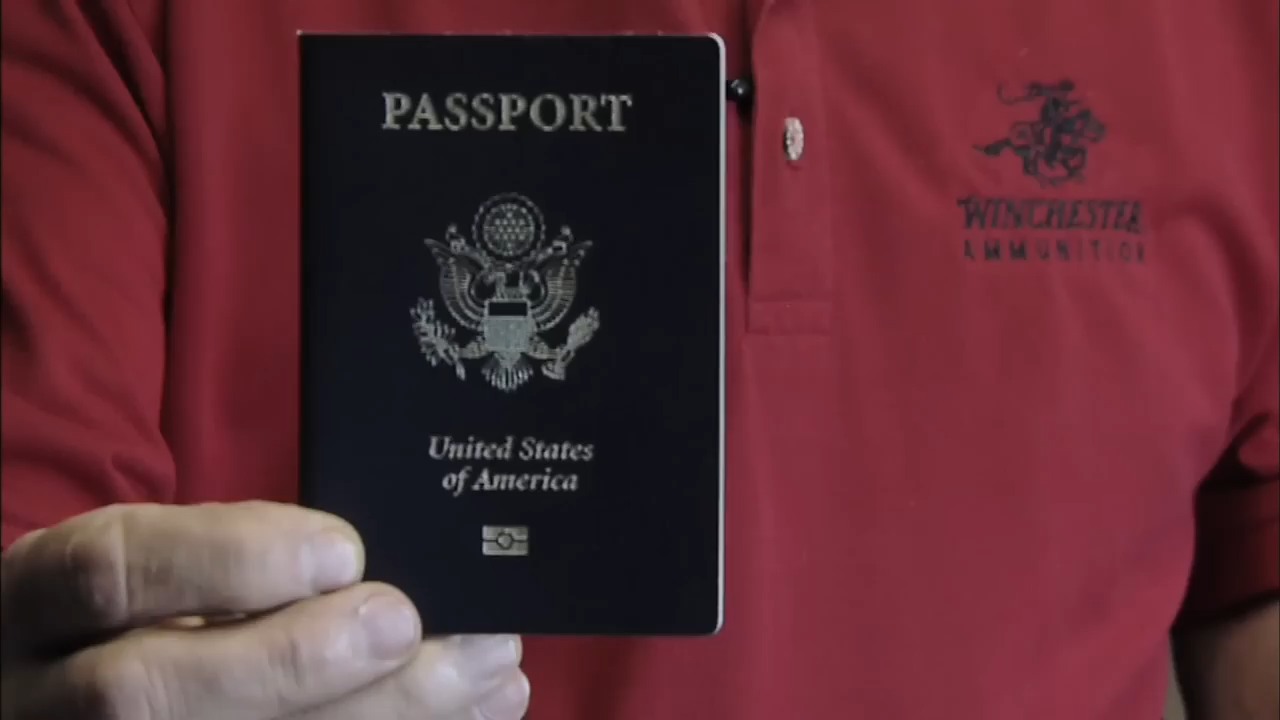 PASSPORT
United States
of America
WINCHESTER
AMMUNITION